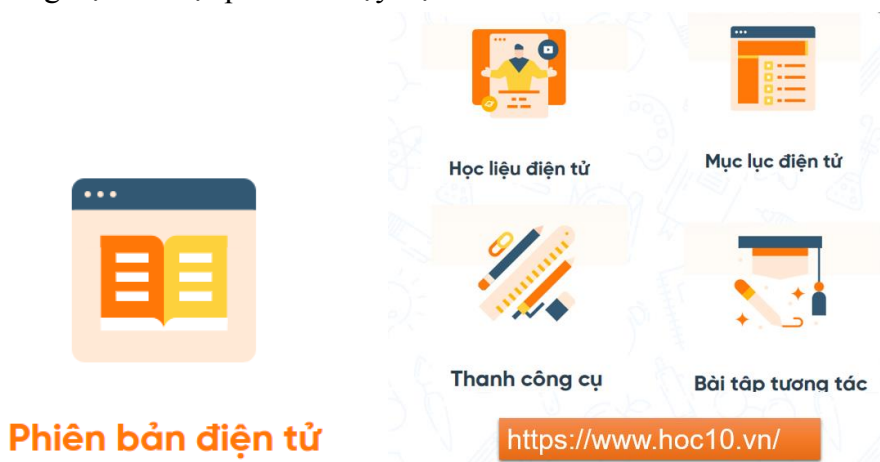 Học liệu điện tử
Mục lục điện tử
Thanh công cụ
Bài tập tương tác
Phiên bản điện tử
https://www.hoc10.vn/